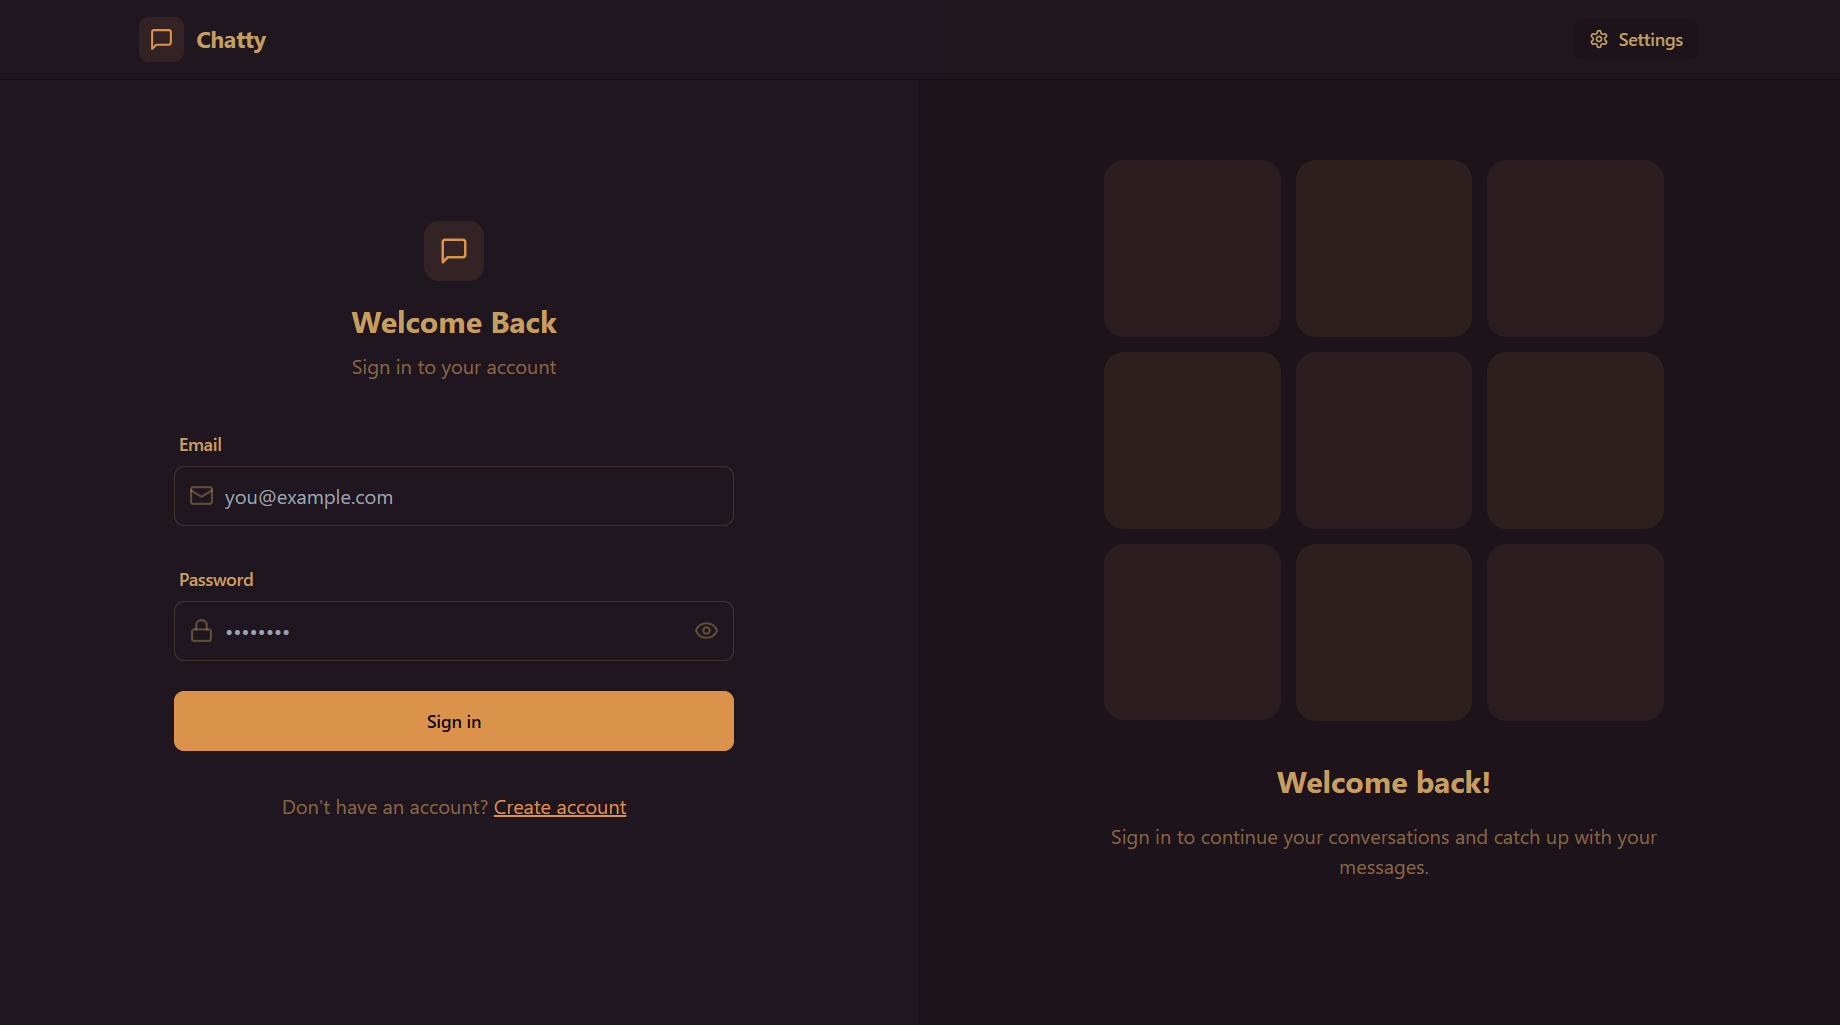 Chatty
Settings
Welcome Back
Sign in to your account
Email
you@example.com
Password
••••••••
Sign in
Don't have an account? Create account
Welcome back!
Sign in to continue your conversations and catch up with your
messages.